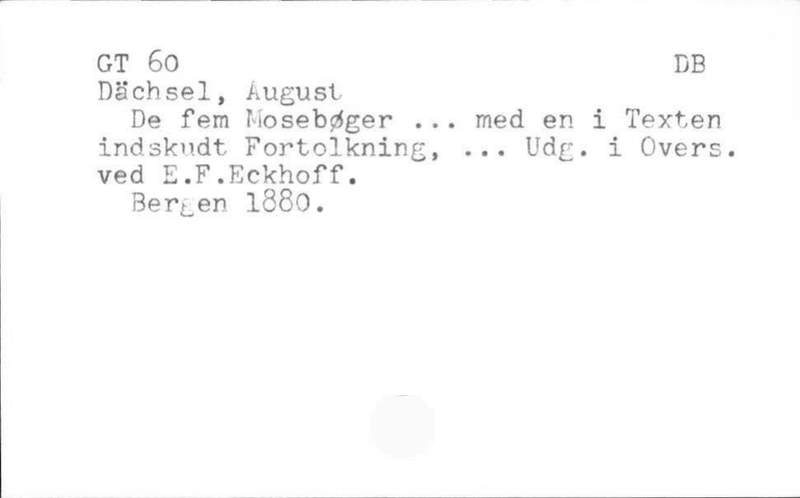 GT 60 DB
Dächsel, August
De fem Mosebøger ... med en i Texten
indskudt Fortolkning, ... Udg. i Overs.
ved E.F.Eckhoff.
Bergen 1880.